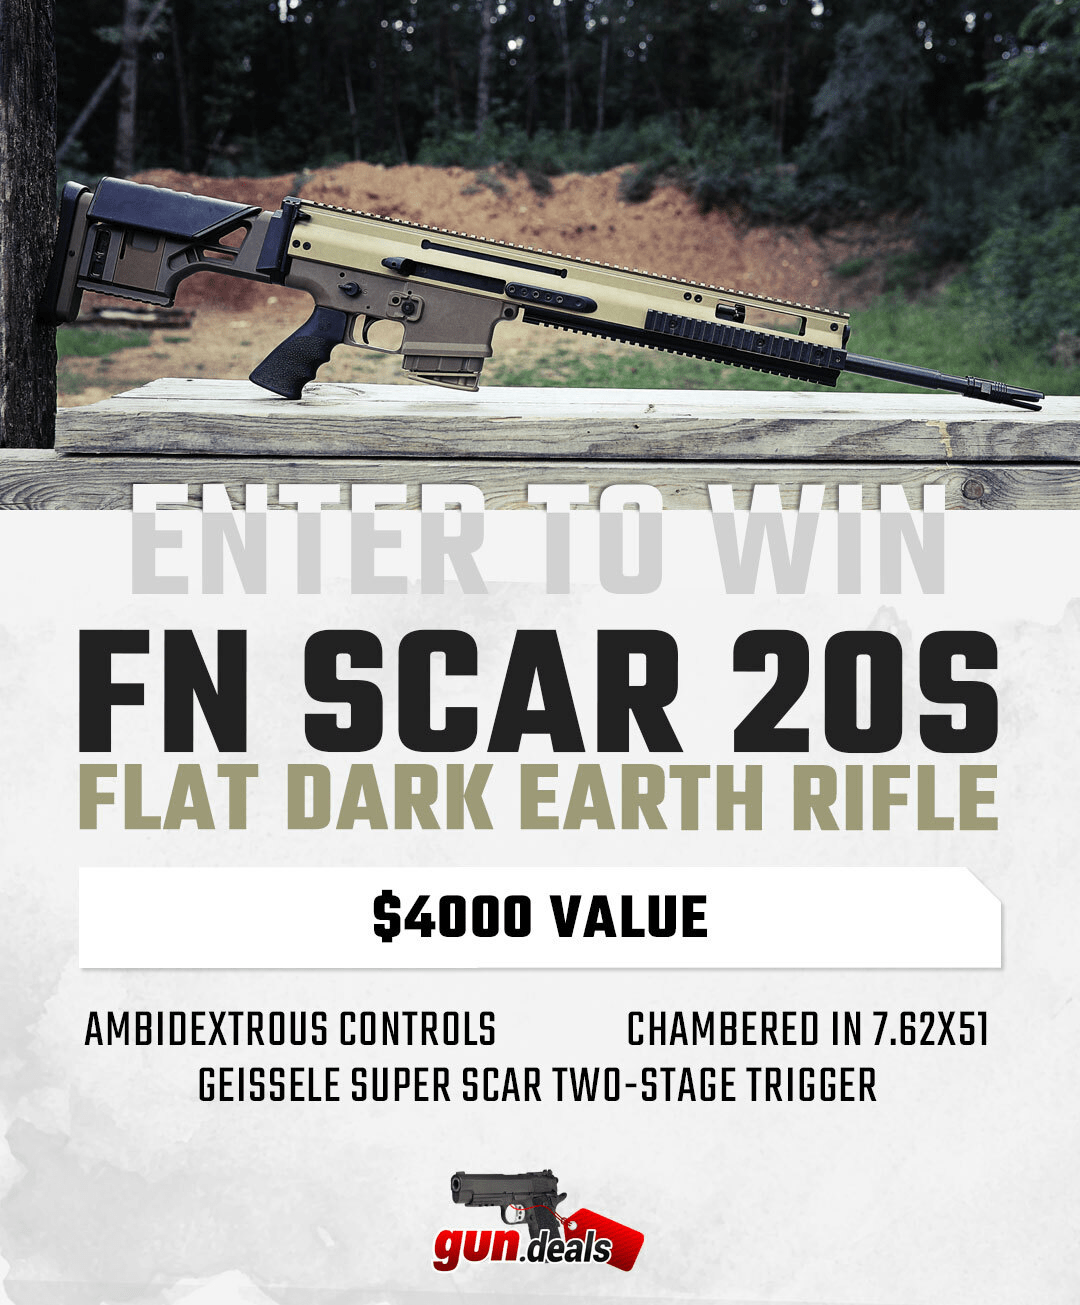 ENTER TO WIN
FN SCAR 20S
FLAT DARK EARTH RIFLE
$4000 VALUE
AMBIDEXTROUS CONTROLS CHAMBERED IN 7.62X51
GEISSELE SUPER SCAR TWO-STAGE TRIGGER
gun.deals